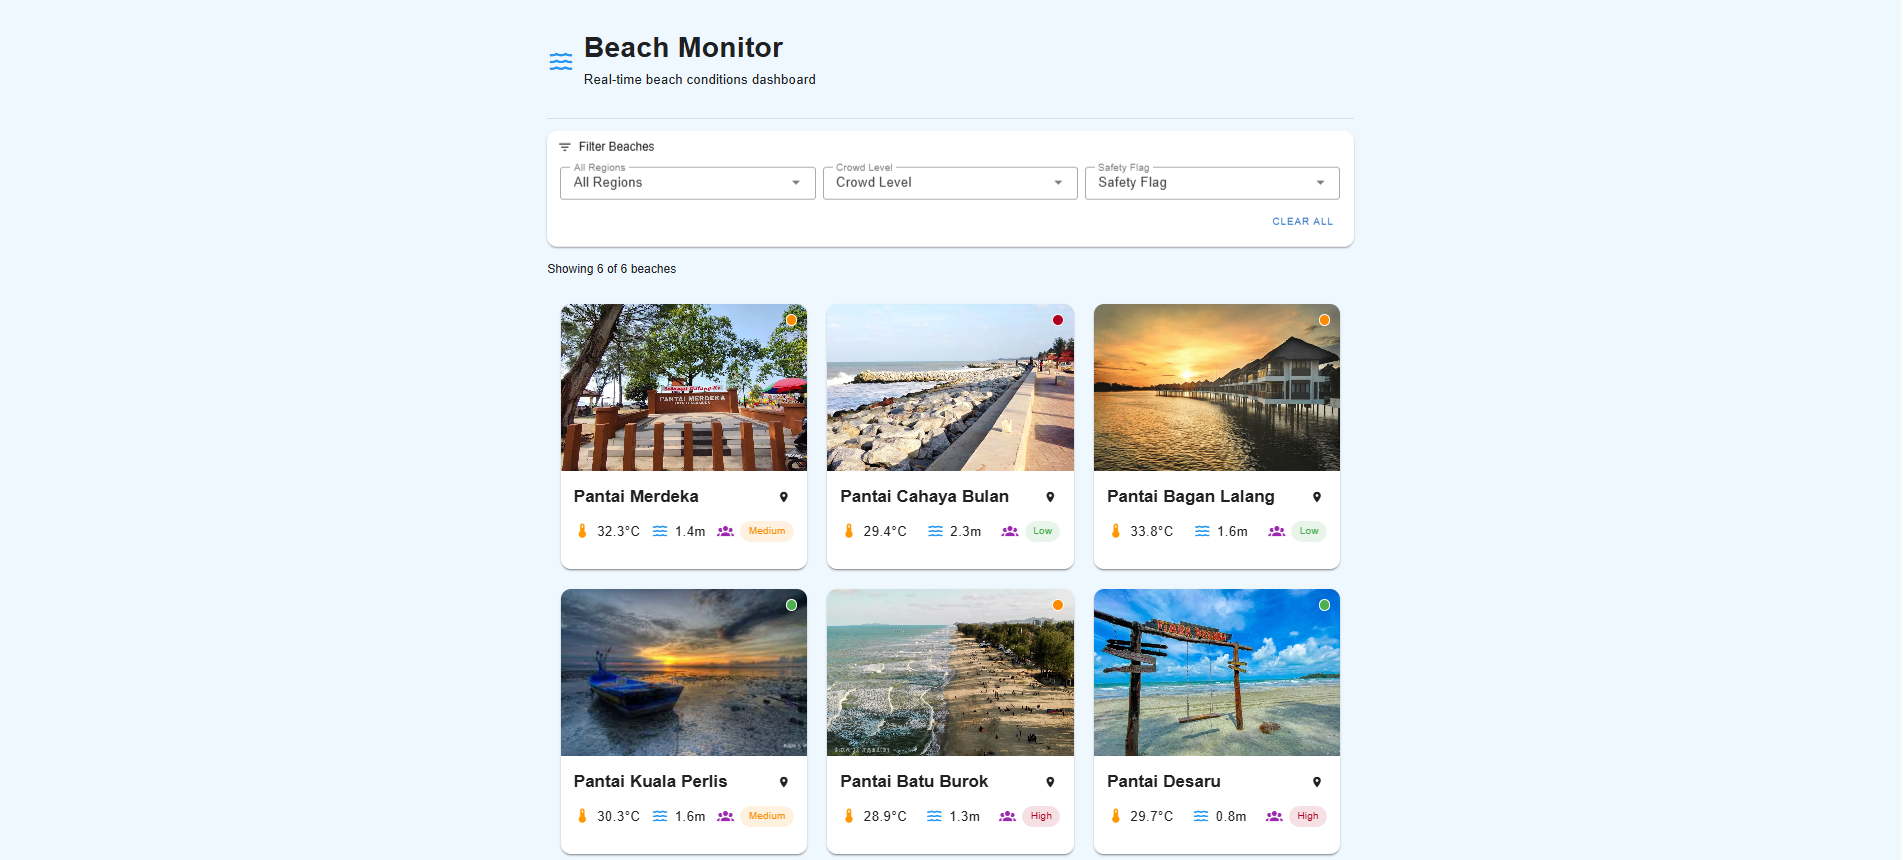 Beach Monitor
Real-time beach conditions dashboard
Filter Beaches
All Regions
All Regions
Crowd Level
Crowd Level
Safety Flag
Safety Flag
CLEAR ALL
Showing 6 of 6 beaches
PANTAI MERDEKA
Pantai Merdeka
32.3°C 1.4m Medium
Pantai Cahaya Bulan
29.4°C 2.3m Low
Pantai Bagan Lalang
33.8°C 1.6m Low
Pantai Kuala Perlis
30.3°C 1.6m Medium
Pantai Batu Burok
28.9°C 1.3m High
Pantai Desaru
29.7°C 0.8m High